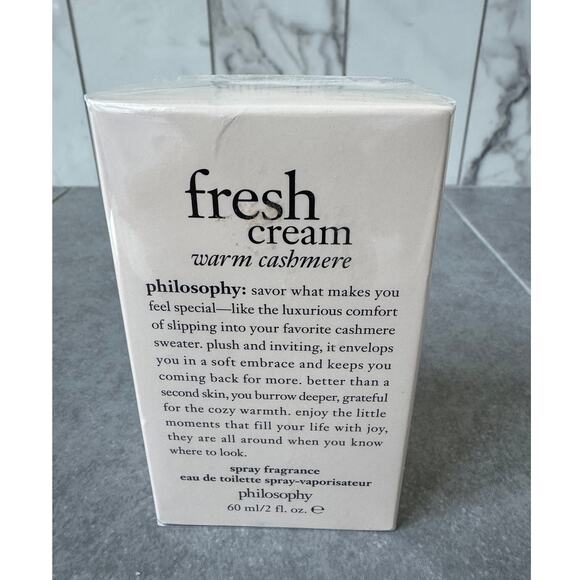 fresh
cream
warm cashmere
philosophy: savor what makes you
feel special—like the luxurious comfort
of slipping into your favorite cashmere
sweater. plush and inviting, it envelops
you in a soft embrace and keeps you
coming back for more. better than a
second skin, you burrow deeper, grateful
for the cozy warmth. enjoy the little
moments that fill your life with joy,
they are all around when you know
where to look.
spray fragrance
eau de toilette spray-vaporisateur
philosophy
60 ml/2 fl. oz. ℮